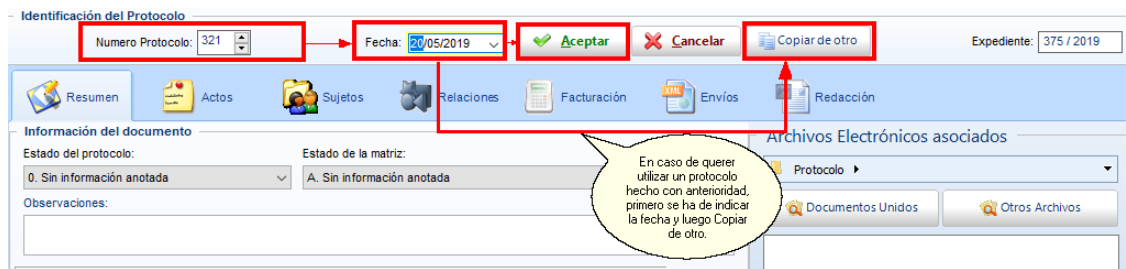 Identificación del Protocolo
Numero Protocolo: 321
Fecha: 20/05/2019
Aceptar
Cancelar
Copiar de otro
Expediente: 375 / 2019
Resumen
Actos
Sujetos
Relaciones
Facturación
XML
Envíos
Redacción
Información del documento
Estado del protocolo:
Estado de la matriz:
0. Sin información anotada
A. Sin información anotada
Observaciones:
En caso de querer
utilizar un protocolo
hecho con anterioridad,
primero se ha de indicar
la fecha y luego Copiar
de otro.
Archivos Electrónicos asociados
Protocolo
Documentos Unidos
Otros Archivos